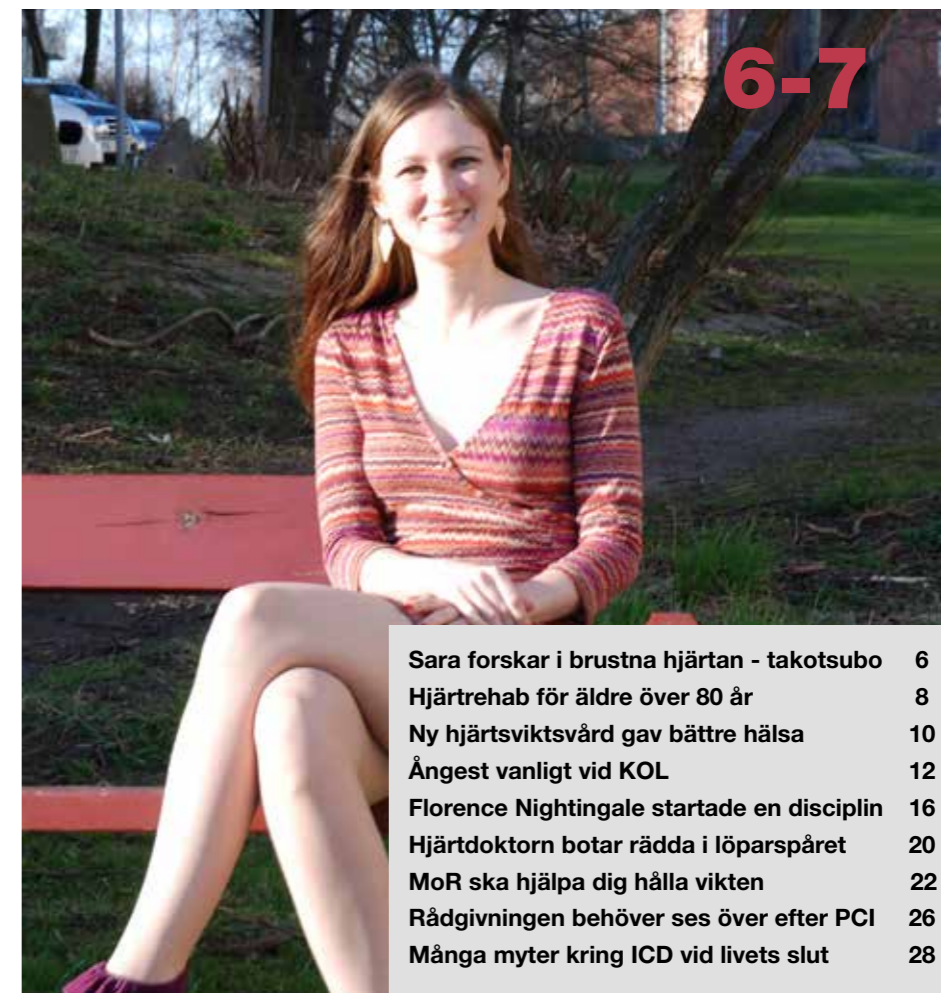 6-7
Sara forskar i brustna hjärtan - takotsubo 6
Hjärtrehab för äldre över 80 år 8
Ny hjärtsviktsvård gav bättre hälsa 10
Ångest vanligt vid KOL 12
Florence Nightingale startade en disciplin 16
Hjärtdoktorn botar rädda i löparspåret 20
MoR ska hjälpa dig hålla vikten 22
Rådgivningen behöver ses över efter PCI 26
Många myter kring ICD vid livets slut 28